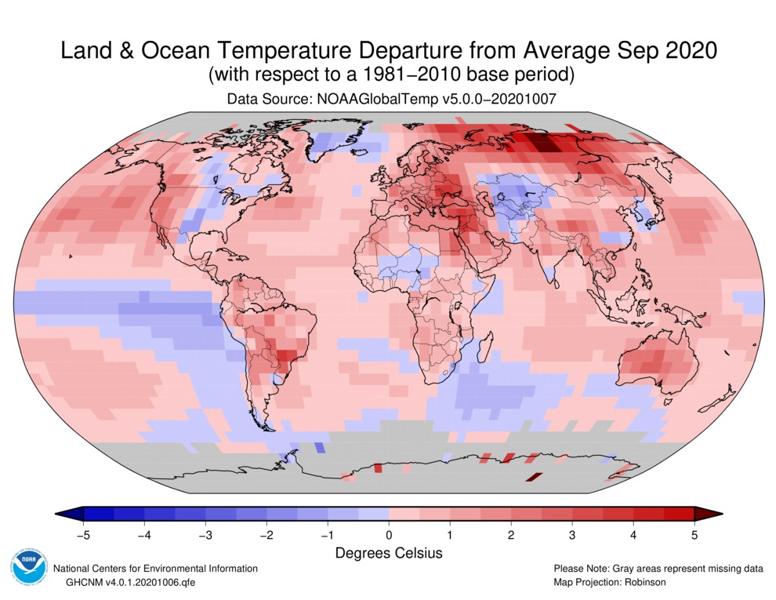 Land & Ocean Temperature Departure from Average Sep 2020
(with respect to a 1981−2010 base period)
Data Source: NOAAGlobalTemp v5.0.0−20201007
−5 −4 −3 −2 −1 0 1 2 3 4 5
Degrees Celsius
NOAA
National Centers for Environmental Information
GHCNM v4.0.1.20201006.qfe
Please Note: Gray areas represent missing data
Map Projection: Robinson